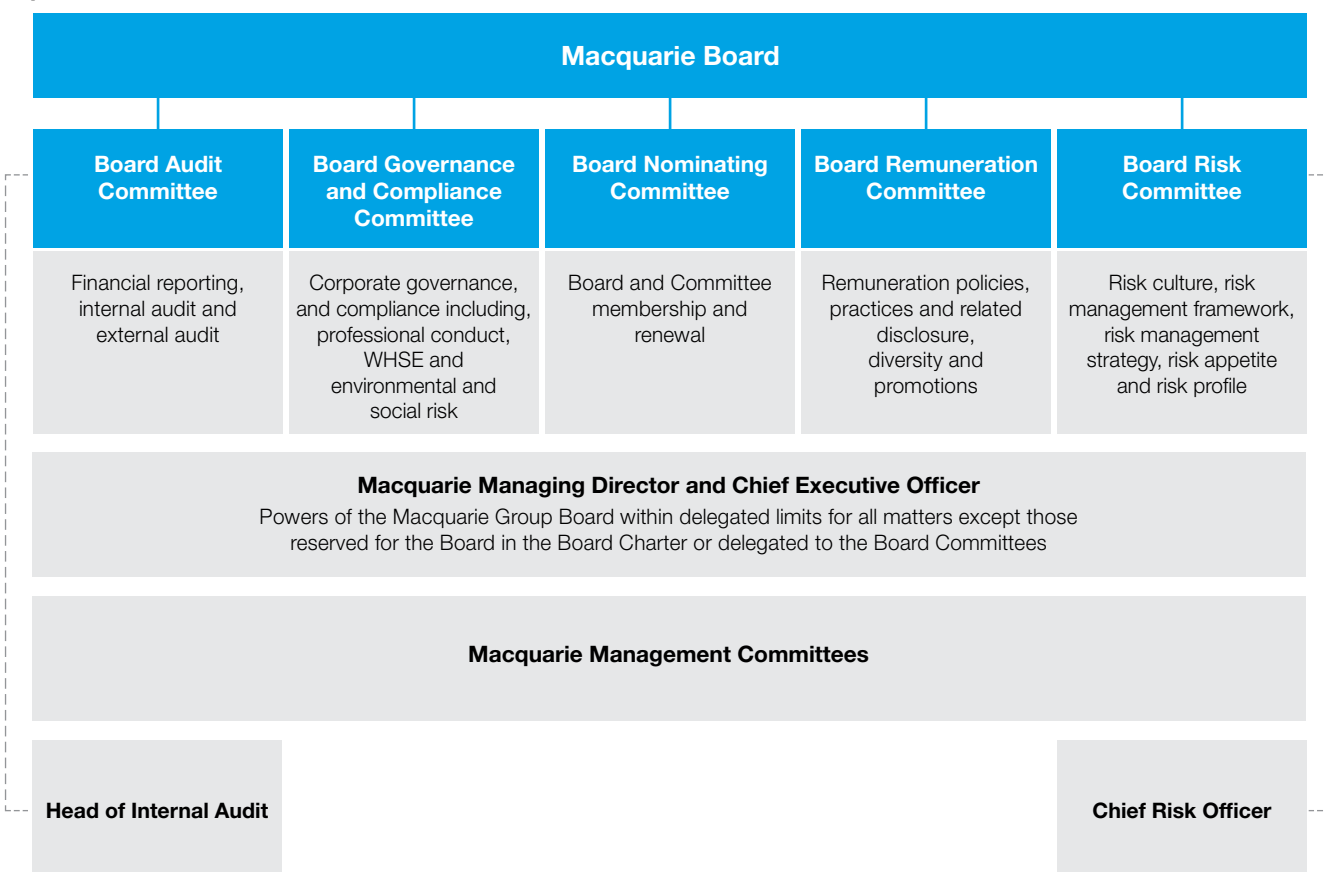 Macquarie Board
Board Audit
Committee
Board Governance
and Compliance
Committee
Board Nominating
Committee
Board Remuneration
Committee
Board Risk
Committee
Financial reporting,
internal audit and
external audit
Corporate governance,
and compliance including,
professional conduct,
WHSE and
environmental and
social risk
Board and Committee
membership and
renewal
Remuneration policies,
practices and related
disclosure,
diversity and
promotions
Risk culture, risk
management framework,
risk management
strategy, risk appetite
and risk profile
Macquarie Managing Director and Chief Executive Officer
Powers of the Macquarie Group Board within delegated limits for all matters except those
reserved for the Board in the Board Charter or delegated to the Board Committees
Macquarie Management Committees
Head of Internal Audit
Chief Risk Officer